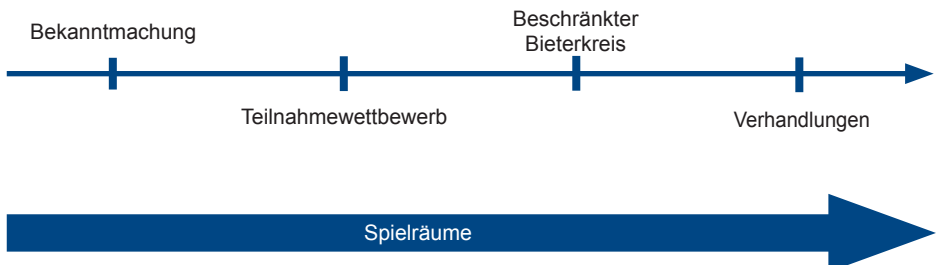 Bekanntmachung
Beschränkter
Bieterkreis
Teilnahmewettbewerb
Verhandlungen
Spielräume